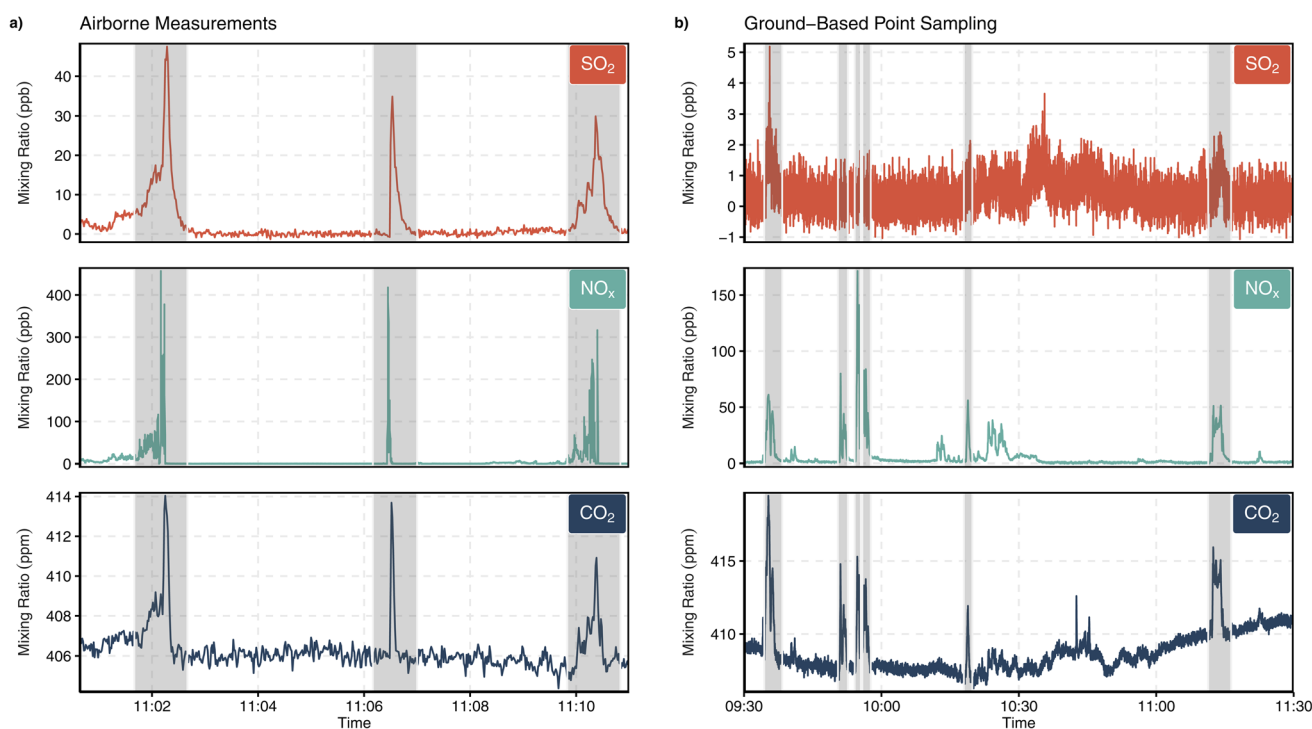 a) Airborne Measurements
SO₂
Mixing Ratio (ppb)
40
30
20
10
0
NOₓ
Mixing Ratio (ppb)
400
300
200
100
0
CO₂
Mixing Ratio (ppm)
414
412
410
408
406
11:02 11:04 11:06 11:08 11:10
Time
b) Ground−Based Point Sampling
SO₂
Mixing Ratio (ppb)
5
4
3
2
1
0
−1
NOₓ
Mixing Ratio (ppb)
150
100
50
0
CO₂
Mixing Ratio (ppm)
415
410
09:30 10:00 10:30 11:00 11:30
Time